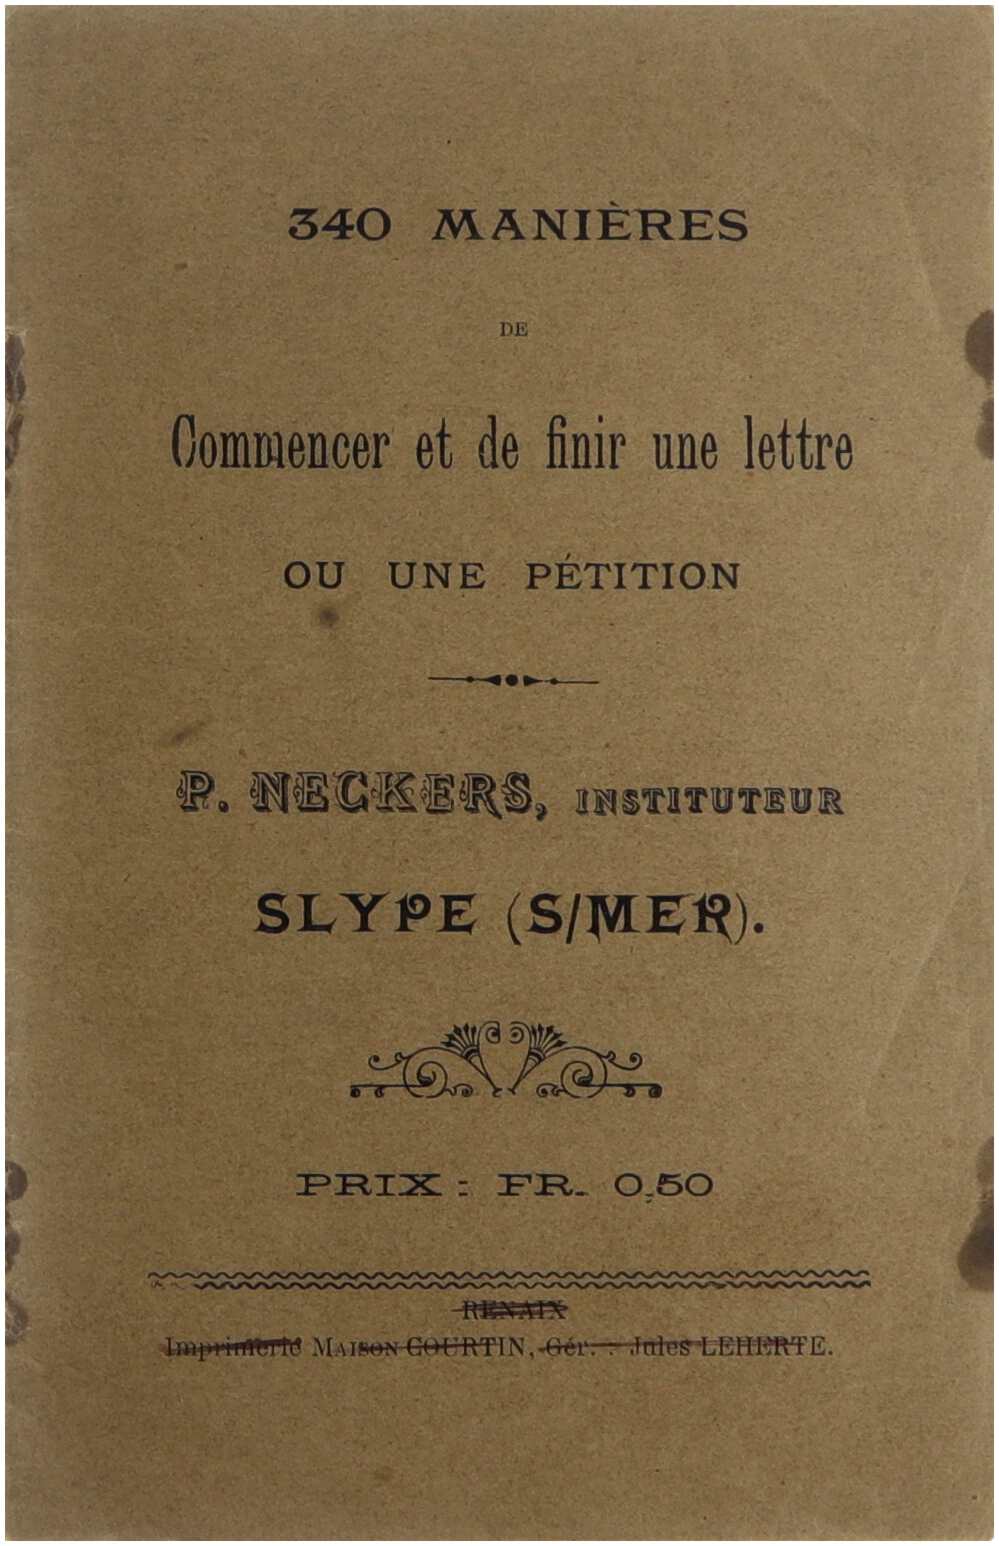 340 MANIÈRES
DE
Commencer et de finir une lettre
OU UNE PÉTITION
P. NECKERS, INSTITUTEUR
SLYPE (S/MER).
PRIX : FR. 0,50
RENAIX
Imprimerie MAISON COURTIN, Gér. : Jules LEHERTE.